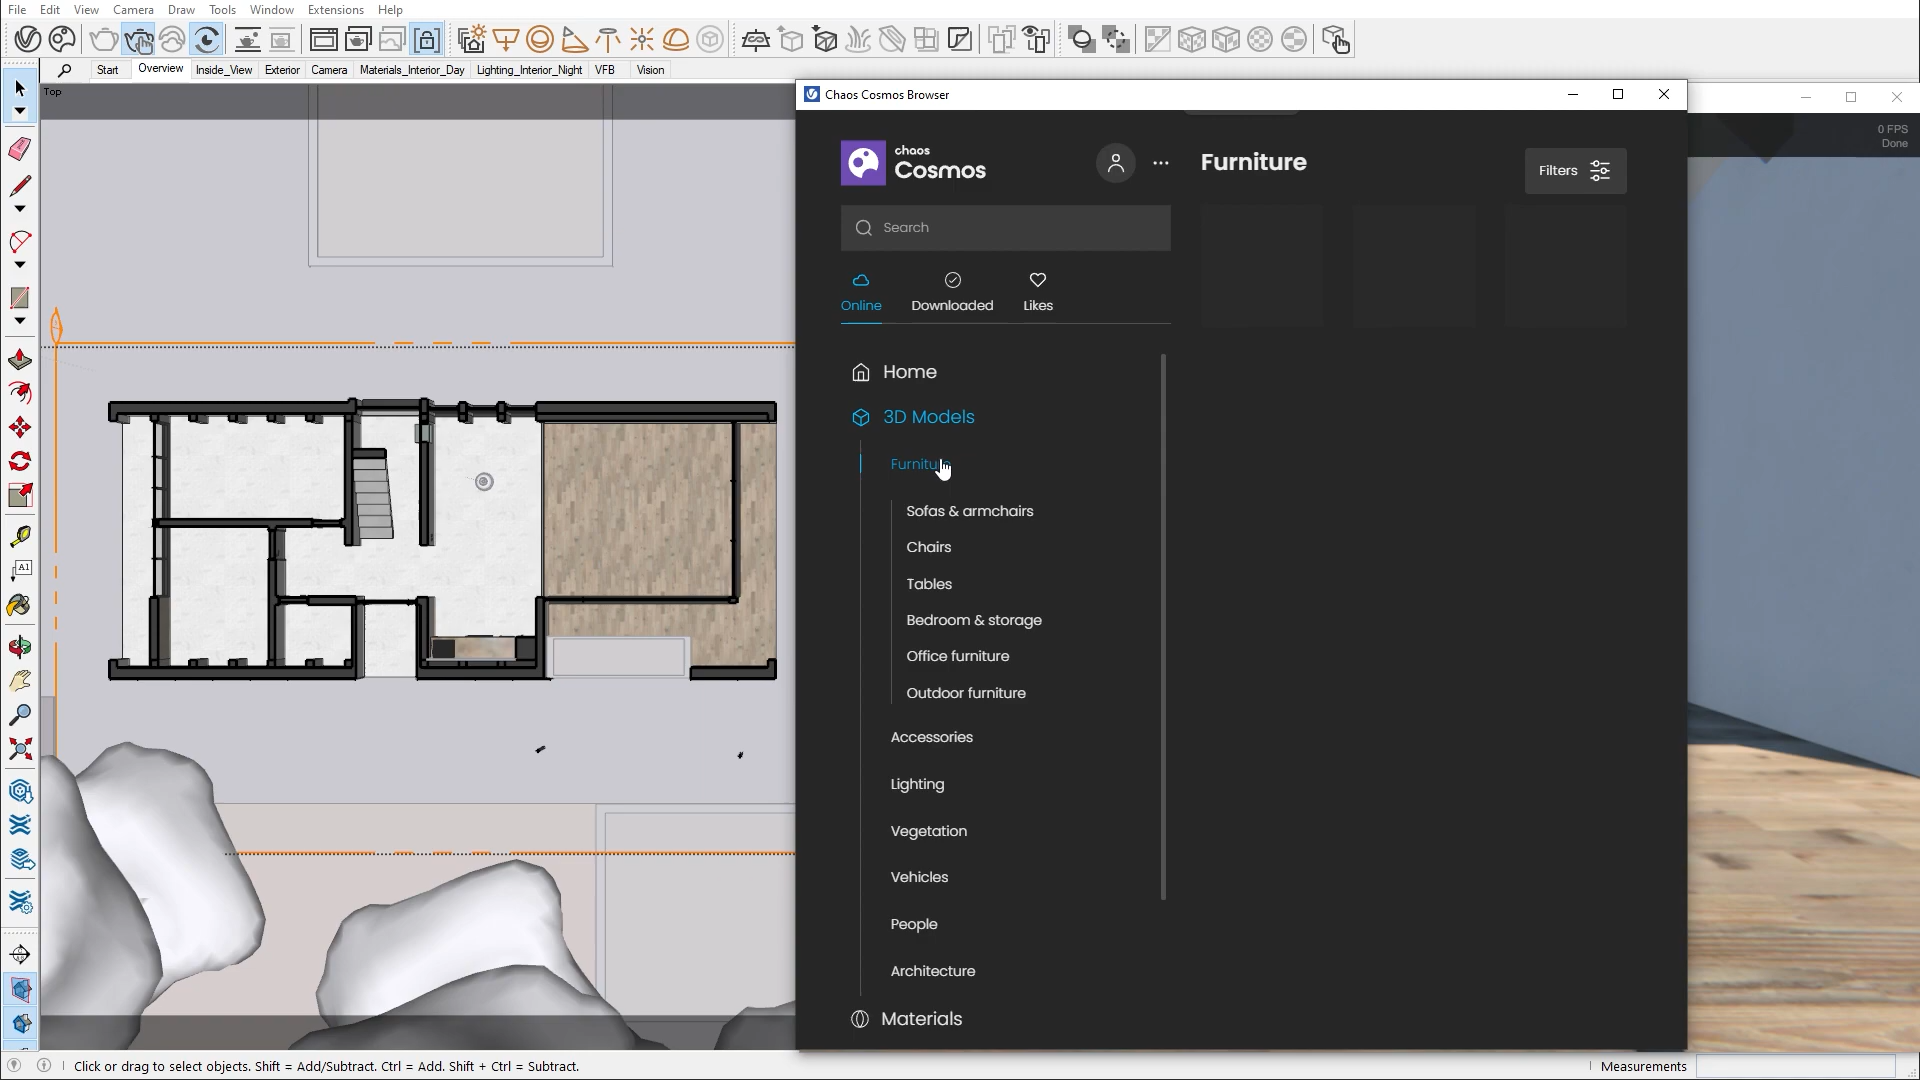 File Edit View Camera Draw Tools Window Extensions Help
Start Overview Inside_View Exterior Camera Materials_Interior_Day Lighting_Interior_Night VFB Vision
Top
Chaos Cosmos Browser
0 FPS
Done
chaos
Cosmos
Furniture
Filters
Search
Online Downloaded Likes
Home
3D Models
Furniture
Sofas & armchairs
Chairs
Tables
Bedroom & storage
Office furniture
Outdoor furniture
Accessories
Lighting
Vegetation
Vehicles
People
Architecture
Materials
A1
Click or drag to select objects. Shift = Add/Subtract. Ctrl = Add. Shift + Ctrl = Subtract.
Measurements